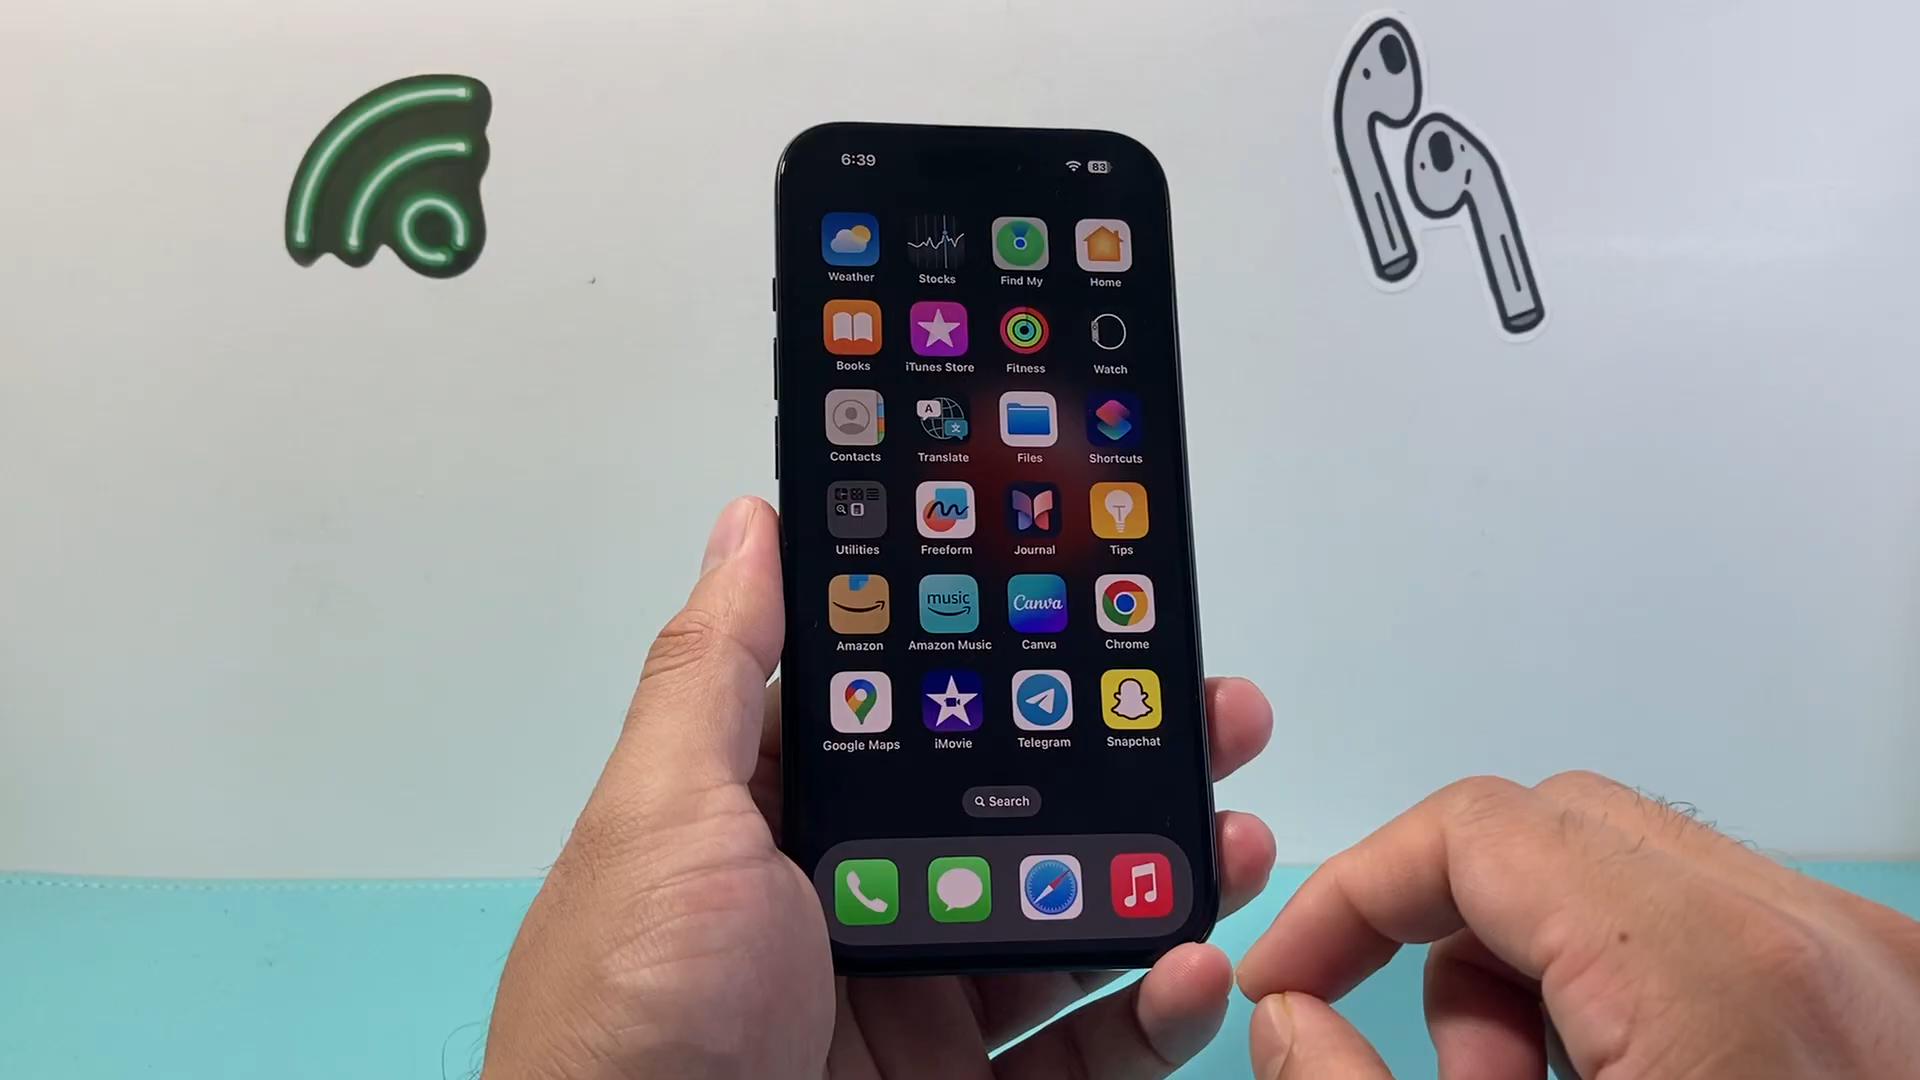 6:39
83
Weather
Stocks
Find My
Home
Books
iTunes Store
Fitness
Watch
Contacts
A
文
Translate
Files
Shortcuts
Utilities
Freeform
Journal
Tips
Amazon
music
Amazon Music
Canva
Canva
Chrome
Google Maps
iMovie
Telegram
Snapchat
Search